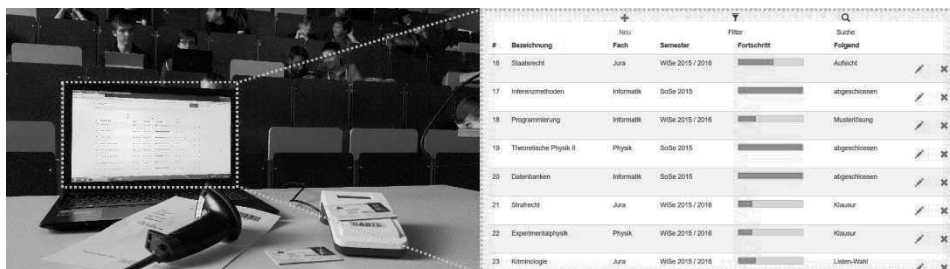 Neu Filter Suche
# Bezeichnung Fach Semester Fortschritt Folgend
16 Staatsrecht Jura WiSe 2015 / 2016 Aufsicht
17 Inferenzmethoden Informatik SoSe 2015 abgeschlossen
18 Programmierung Informatik WiSe 2015 / 2016 Musterlösung
19 Theoretische Physik II Physik SoSe 2015 abgeschlossen
20 Datenbanken Informatik SoSe 2015 abgeschlossen
21 Strafrecht Jura WiSe 2015 / 2016 Klausur
22 Experimentalphysik Physik WiSe 2015 / 2016 Klausur
23 Kriminologie Jura WiSe 2015 / 2016 Listen-Wahl